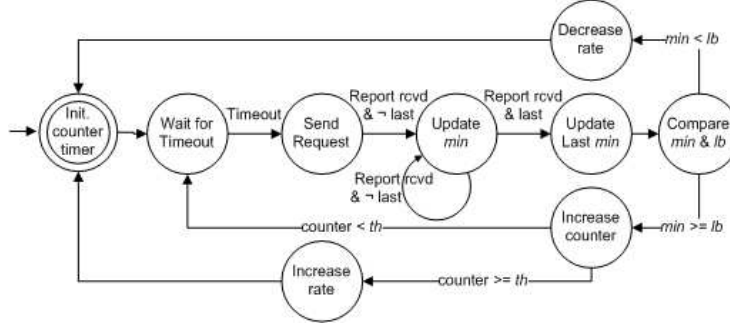 Decrease
rate
min < lb
Init.
counter
timer
Wait for
Timeout
Timeout
Send
Request
Report rcvd
& ¬ last
Update
min
Report rcvd
& last
Update
Last min
Compare
min & lb
Report rcvd
& ¬ last
counter < th
Increase
counter
min >= lb
Increase
rate
counter >= th